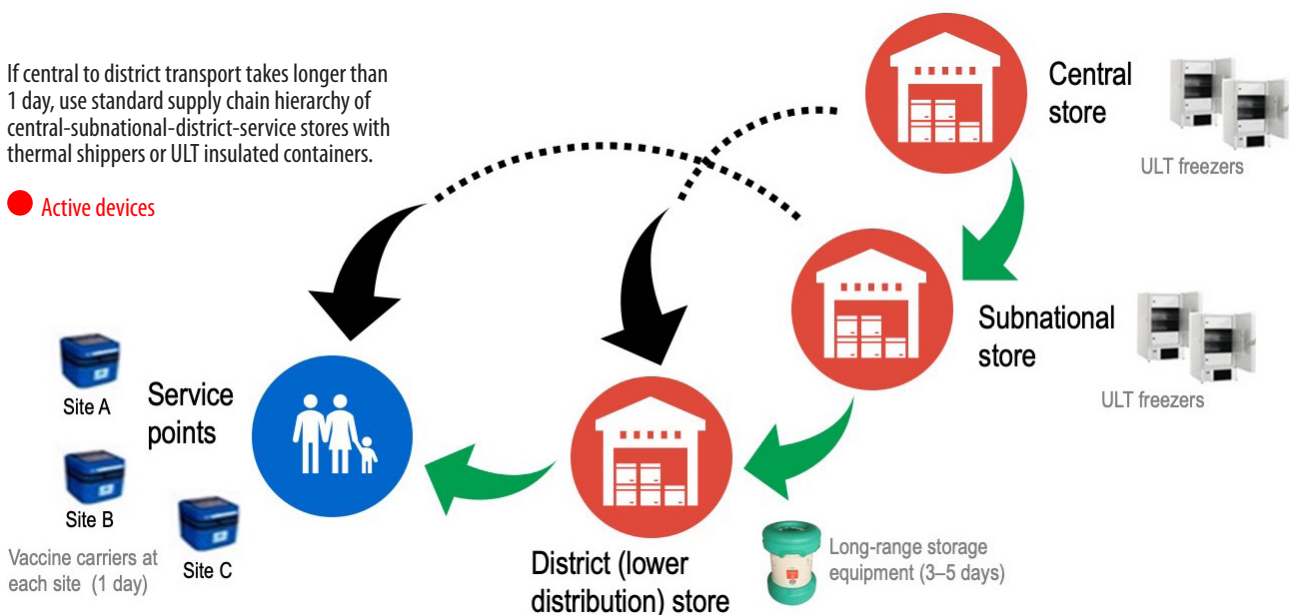 If central to district transport takes longer than
1 day, use standard supply chain hierarchy of
central-subnational-district-service stores with
thermal shippers or ULT insulated containers.
Active devices
Central
store
ULT freezers
Subnational
store
ULT freezers
Site A
Service
points
Site B
Site C
Vaccine carriers at
each site (1 day)
District (lower
distribution) store
Long-range storage
equipment (3–5 days)